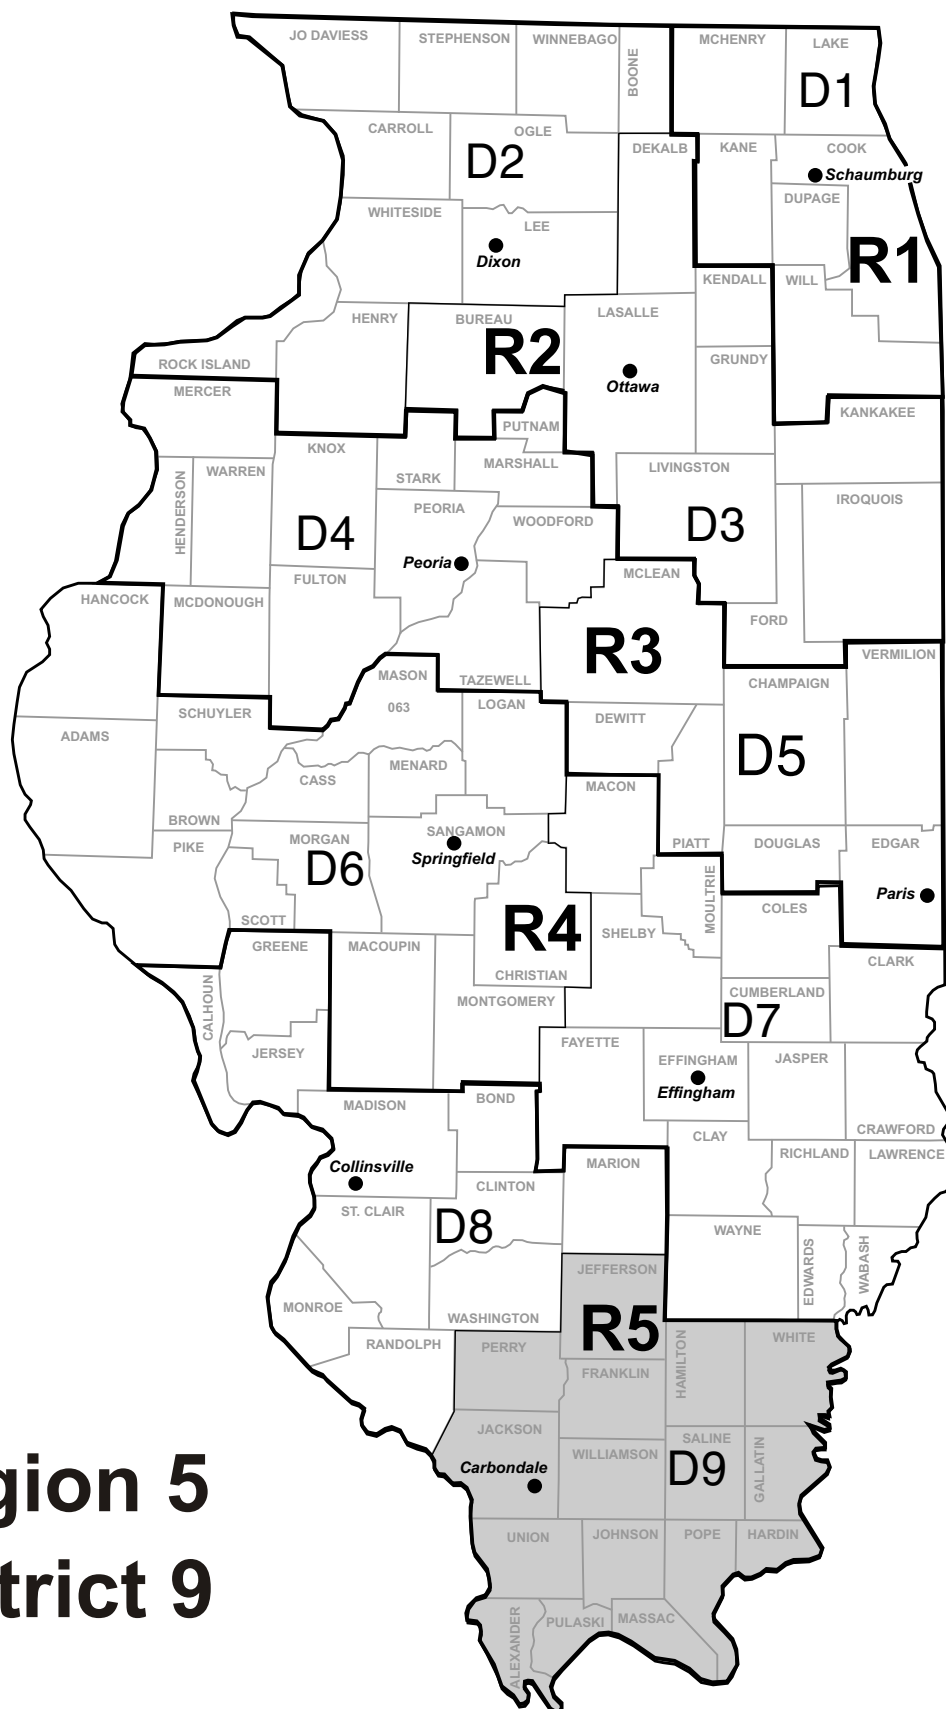 JO DAVIESS
STEPHENSON
WINNEBAGO
BOONE
MCHENRY
LAKE
D1
CARROLL
OGLE
D2
DEKALB
KANE
COOK
Schaumburg
DUPAGE
WHITESIDE
LEE
Dixon
R1
KENDALL
WILL
HENRY
BUREAU
R2
LASALLE
ROCK ISLAND
GRUNDY
Ottawa
MERCER
KANKAKEE
PUTNAM
KNOX
STARK
MARSHALL
LIVINGSTON
HENDERSON
WARREN
PEORIA
IROQUOIS
WOODFORD
D4
D3
Peoria
FULTON
MCLEAN
HANCOCK
MCDONOUGH
FORD
R3
VERMILION
MASON
TAZEWELL
CHAMPAIGN
063
LOGAN
SCHUYLER
DEWITT
ADAMS
D5
MENARD
CASS
MACON
BROWN
SANGAMON
PIKE
MORGAN
PIATT
DOUGLAS
EDGAR
D6
Springfield
Paris
MOULTRIE
COLES
SCOTT
R4
SHELBY
GREENE
MACOUPIN
CLARK
CHRISTIAN
CALHOUN
MONTGOMERY
CUMBERLAND
D7
FAYETTE
JERSEY
EFFINGHAM
JASPER
Effingham
MADISON
BOND
CLAY
CRAWFORD
RICHLAND
LAWRENCE
Collinsville
MARION
CLINTON
ST. CLAIR
D8
WAYNE
EDWARDS
WABASH
JEFFERSON
MONROE
WASHINGTON
R5
RANDOLPH
PERRY
HAMILTON
WHITE
FRANKLIN
JACKSON
SALINE
WILLIAMSON
D9
GALLATIN
Carbondale
gion 5
UNION
JOHNSON
POPE
HARDIN
trict 9
ALEXANDER
PULASKI
MASSAC